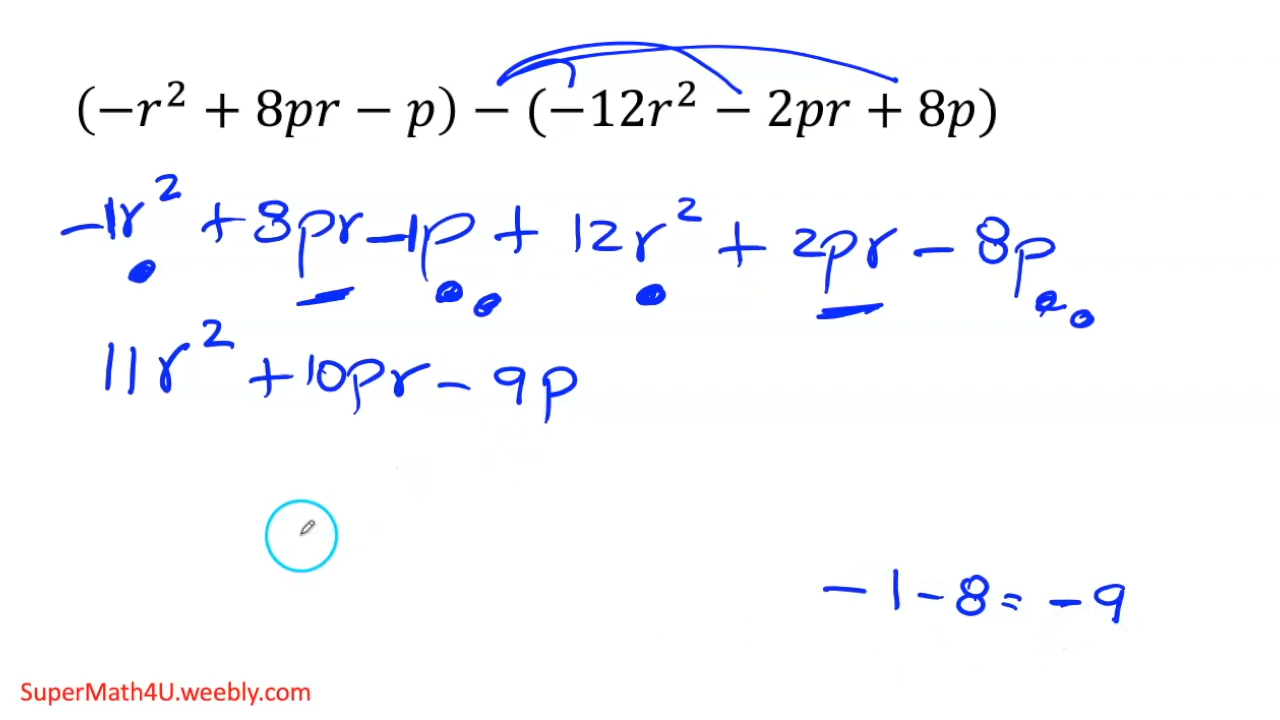 (−r² + 8pr − p) − (−12r² − 2pr + 8p)
−1r² + 8pr − 1p + 12r² + 2pr − 8p
11r² + 10pr − 9p
−1−8 = −9
SuperMath4U.weebly.com